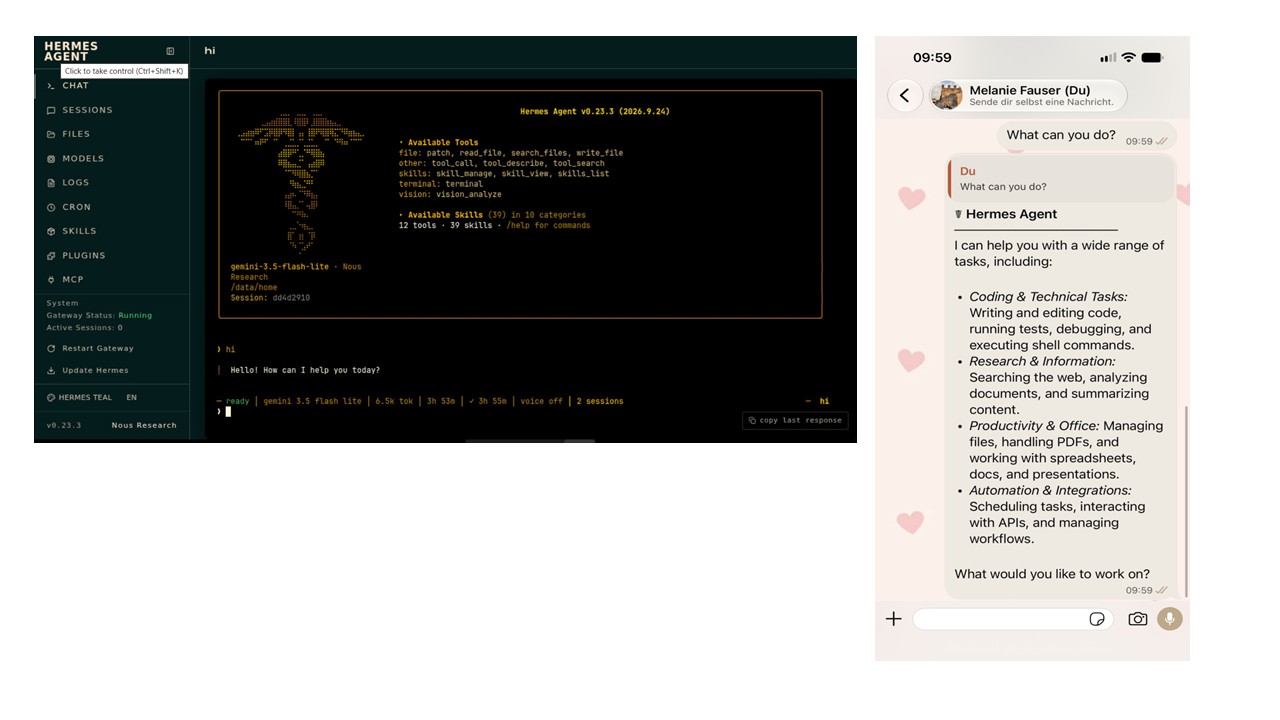 HERMES
AGENT
Click to take control (Ctrl+Shift+K)
CHAT
SESSIONS
FILES
MODELS
LOGS
CRON
SKILLS
PLUGINS
MCP
System
Gateway Status: Running
Active Sessions: 0
Restart Gateway
Update Hermes
HERMES TEAL EN
v0.23.3 Nous Research
hi
Hermes Agent v0.23.3 (2026.9.24)
· Available Tools
file: patch, read_file, search_files, write_file
other: tool_call, tool_describe, tool_search
skills: skill_manage, skill_view, skills_list
terminal: terminal
vision: vision_analyze
· Available Skills (39) in 10 categories
12 tools · 39 skills · /help for commands
gemini-3.5-flash-lite · Nous
Research
/data/home
Session: dd4d2910
❯ hi
Hello! How can I help you today?
─ ready │ gemini 3.5 flash lite │ 6.5k tok │ 3h 53m │ ✓ 3h 55m │ voice off │ 2 sessions ─ hi
❯
copy last response
09:59
Melanie Fauser (Du)
Sende dir selbst eine Nachricht.
What can you do? 09:59
Du
What can you do?
Hermes Agent
I can help you with a wide range of
tasks, including:
• Coding & Technical Tasks:
Writing and editing code,
running tests, debugging, and
executing shell commands.
• Research & Information:
Searching the web, analyzing
documents, and summarizing
content.
• Productivity & Office: Managing
files, handling PDFs, and
working with spreadsheets,
docs, and presentations.
• Automation & Integrations:
Scheduling tasks, interacting
with APIs, and managing
workflows.
What would you like to work on?
09:59